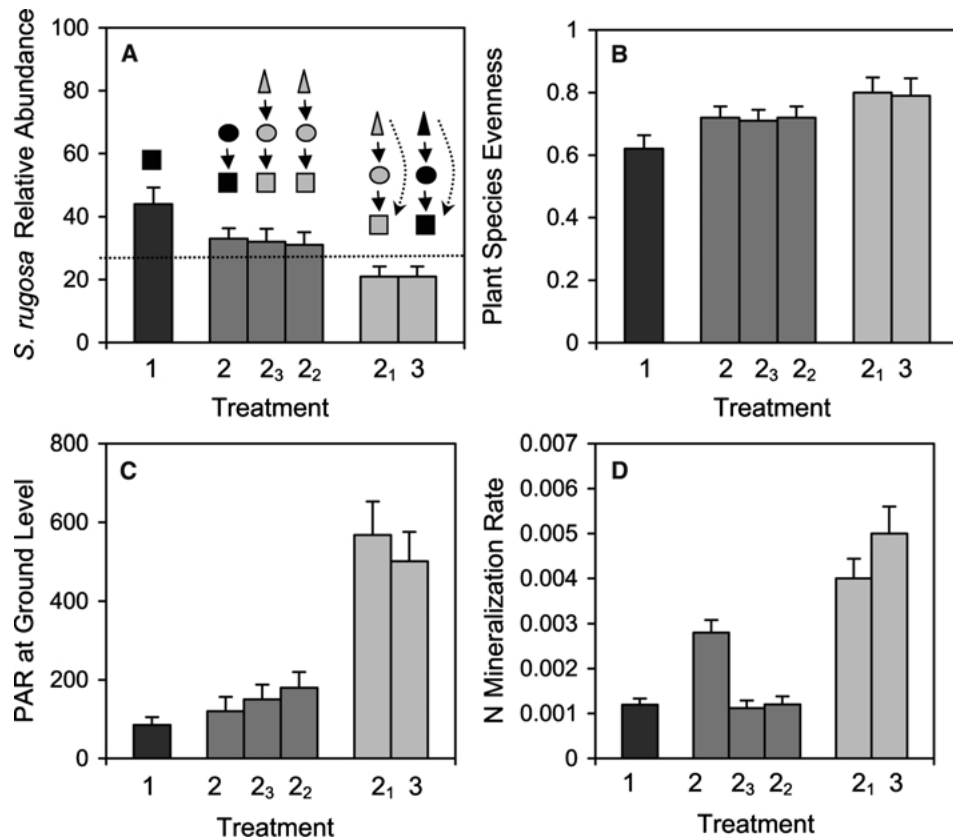 A
S. rugosa Relative Abundance
100
80
60
40
20
0
1 2 2₃ 2₂ 2₁ 3
Treatment
B
Plant Species Evenness
1
0.8
0.6
0.4
0.2
0
1 2 2₃ 2₂ 2₁ 3
Treatment
C
PAR at Ground Level
800
600
400
200
0
1 2 2₃ 2₂ 2₁ 3
Treatment
D
N Mineralization Rate
0.007
0.006
0.005
0.004
0.003
0.002
0.001
0
1 2 2₃ 2₂ 2₁ 3
Treatment